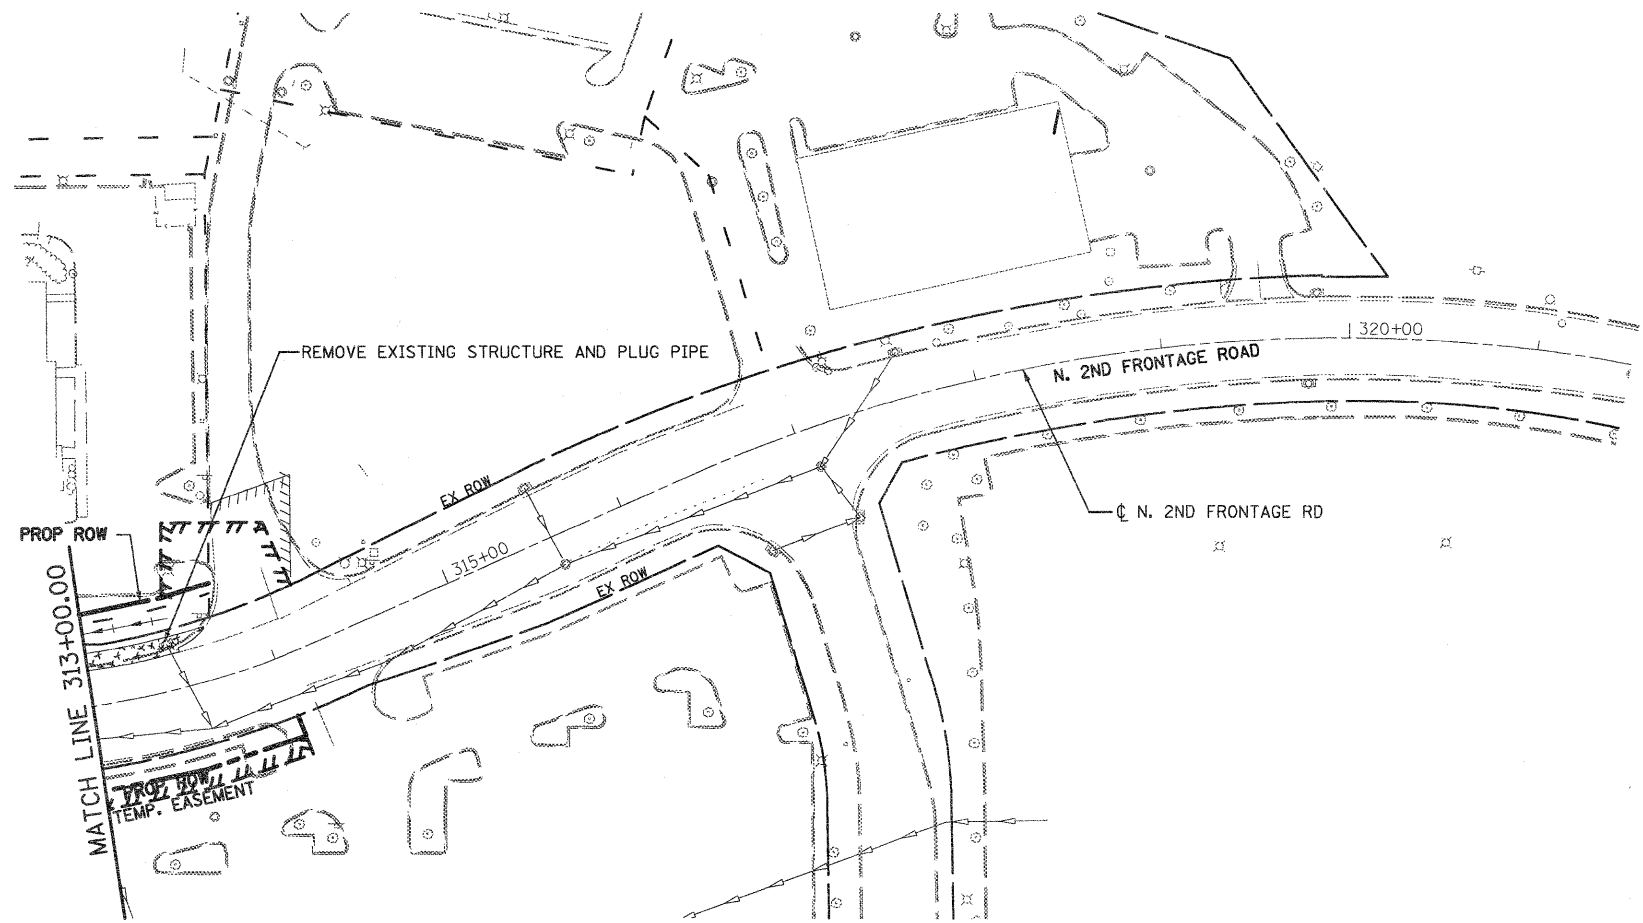 320+00
REMOVE EXISTING STRUCTURE AND PLUG PIPE
N. 2ND FRONTAGE ROAD
EX ROW
℄ N. 2ND FRONTAGE RD
PROP ROW
315+00
EX ROW
MATCH LINE 313+00.00
PROP ROW
TEMP. EASEMENT